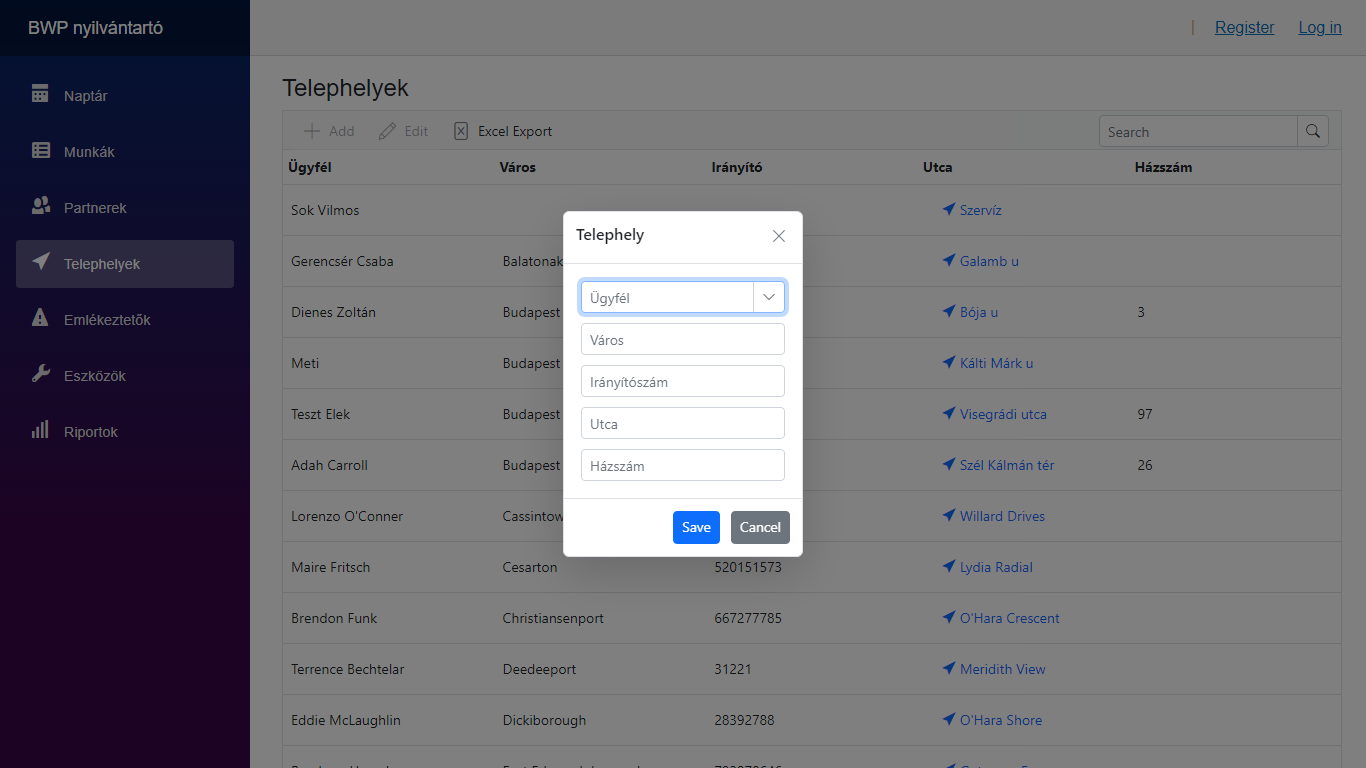 BWP nyilvántartó
| Register Log in
Naptár
Munkák
Partnerek
Telephelyek
Emlékeztetők
Eszközök
Riportok
Telephelyek
Add Edit Excel Export Search
Ügyfél Város Irányító Utca Házszám
Sok Vilmos Szervíz
Gerencsér Csaba Balatonak Galamb u
Dienes Zoltán Budapest Bója u 3
Meti Budapest Kálti Márk u
Teszt Elek Budapest Visegrádi utca 97
Adah Carroll Budapest Szél Kálmán tér 26
Lorenzo O'Conner Cassintow Willard Drives
Maire Fritsch Cesarton 520151573 Lydia Radial
Brendon Funk Christiansenport 667277785 O'Hara Crescent
Terrence Bechtelar Deedeeport 31221 Meridith View
Eddie McLaughlin Dickiborough 28392788 O'Hara Shore
Telephely
Ügyfél
Város
Irányítószám
Utca
Házszám
Save Cancel